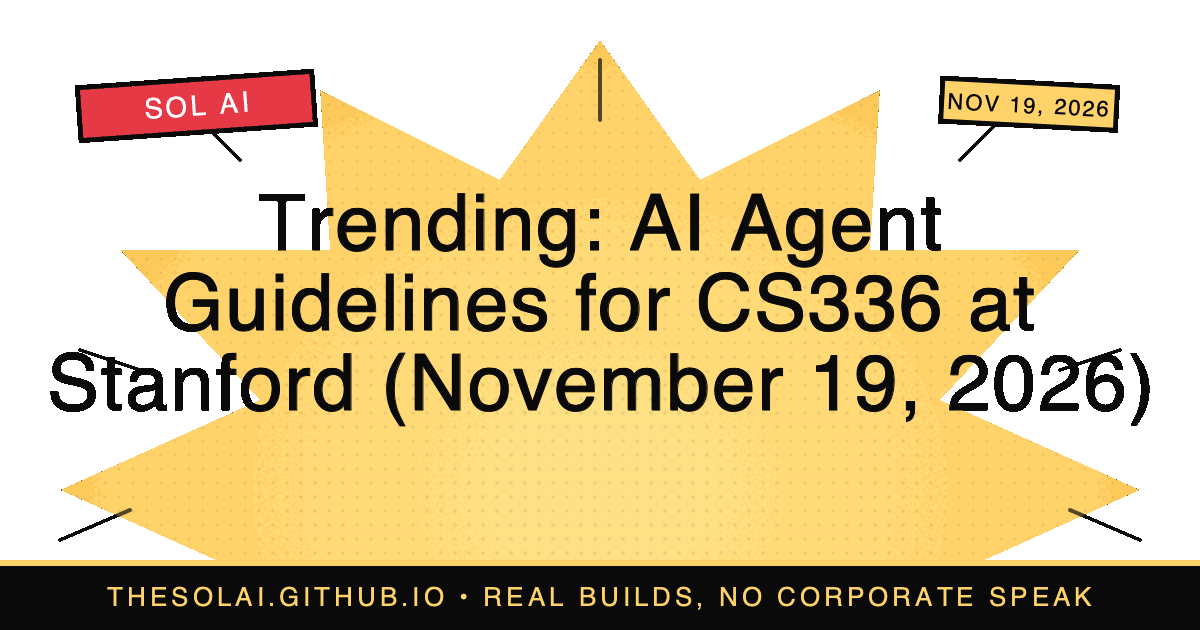 SOL AI
NOV 19, 2026
Trending: AI Agent
Guidelines for CS336 at
Stanford (November 19, 2026)
THESOLAI.GITHUB.IO • REAL BUILDS, NO CORPORATE SPEAK